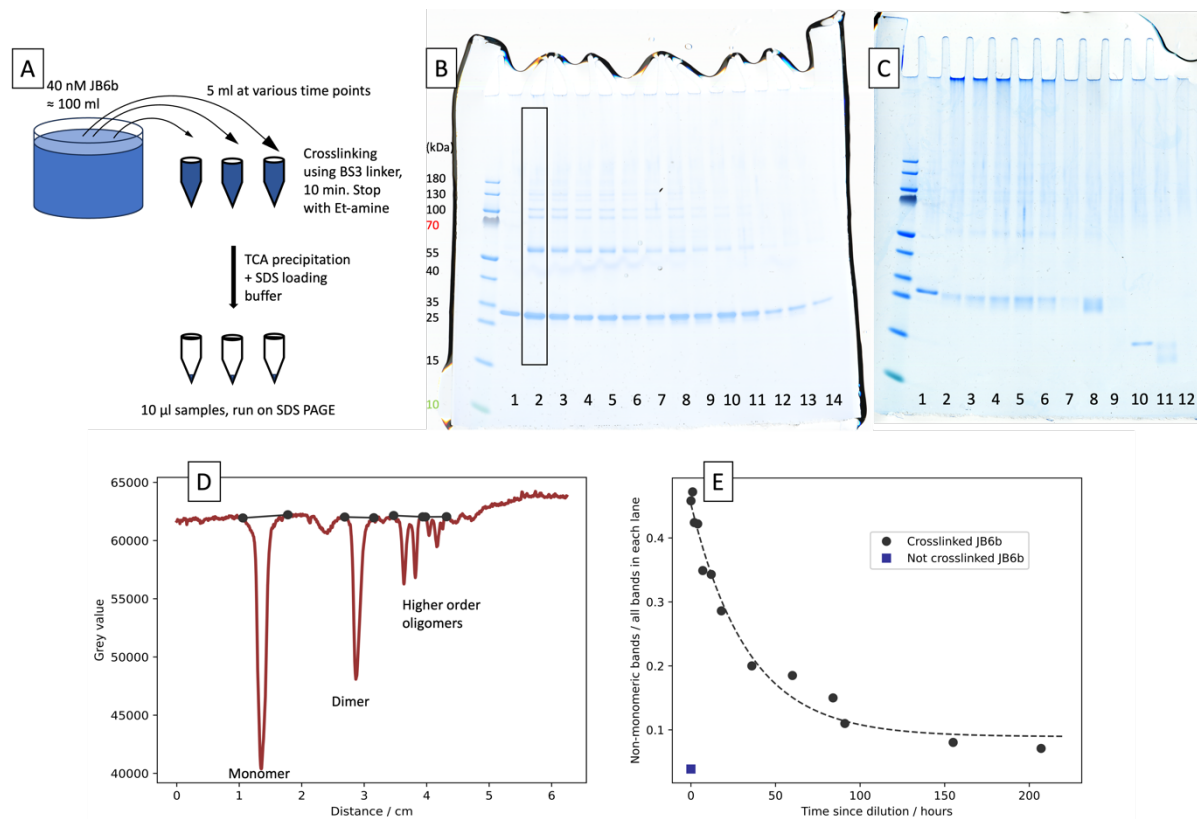 A
40 nM JB6b
≈ 100 ml
5 ml at various time points
Crosslinking
using BS3 linker,
10 min. Stop
with Et-amine
TCA precipitation
+ SDS loading
buffer
10 µl samples, run on SDS PAGE
B
(kDa)
180
130
100
70
55
40
35
25
15
10
1 2 3 4 5 6 7 8 9 10 11 12 13 14
C
1 2 3 4 5 6 7 8 9 10 11 12
D
65000
60000
55000
50000
45000
40000
Grey value
Monomer
Dimer
Higher order
oligomers
0 1 2 3 4 5 6
Distance / cm
E
0.4
0.3
0.2
0.1
Non-monomeric bands / all bands in each lane
Crosslinked JB6b
Not crosslinked JB6b
0 50 100 150 200
Time since dilution / hours